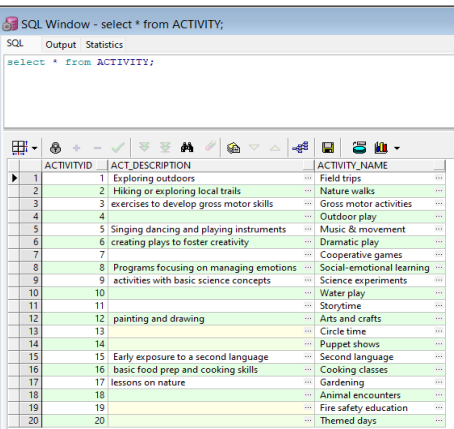 SQL Window - select * from ACTIVITY;
SQL Output Statistics
select * from ACTIVITY;
ACTIVITYID ACT_DESCRIPTION ACTIVITY_NAME
1 1 Exploring outdoors Field trips
2 2 Hiking or exploring local trails Nature walks
3 3 exercises to develop gross motor skills Gross motor activities
4 4 Outdoor play
5 5 Singing dancing and playing instruments Music & movement
6 6 creating plays to foster creativity Dramatic play
7 7 Cooperative games
8 8 Programs focusing on managing emotions Social-emotional learning
9 9 activities with basic science concepts Science experiments
10 10 Water play
11 11 Storytime
12 12 painting and drawing Arts and crafts
13 13 Circle time
14 14 Puppet shows
15 15 Early exposure to a second language Second language
16 16 basic food prep and cooking skills Cooking classes
17 17 lessons on nature Gardening
18 18 Animal encounters
19 19 Fire safety education
20 20 Themed days